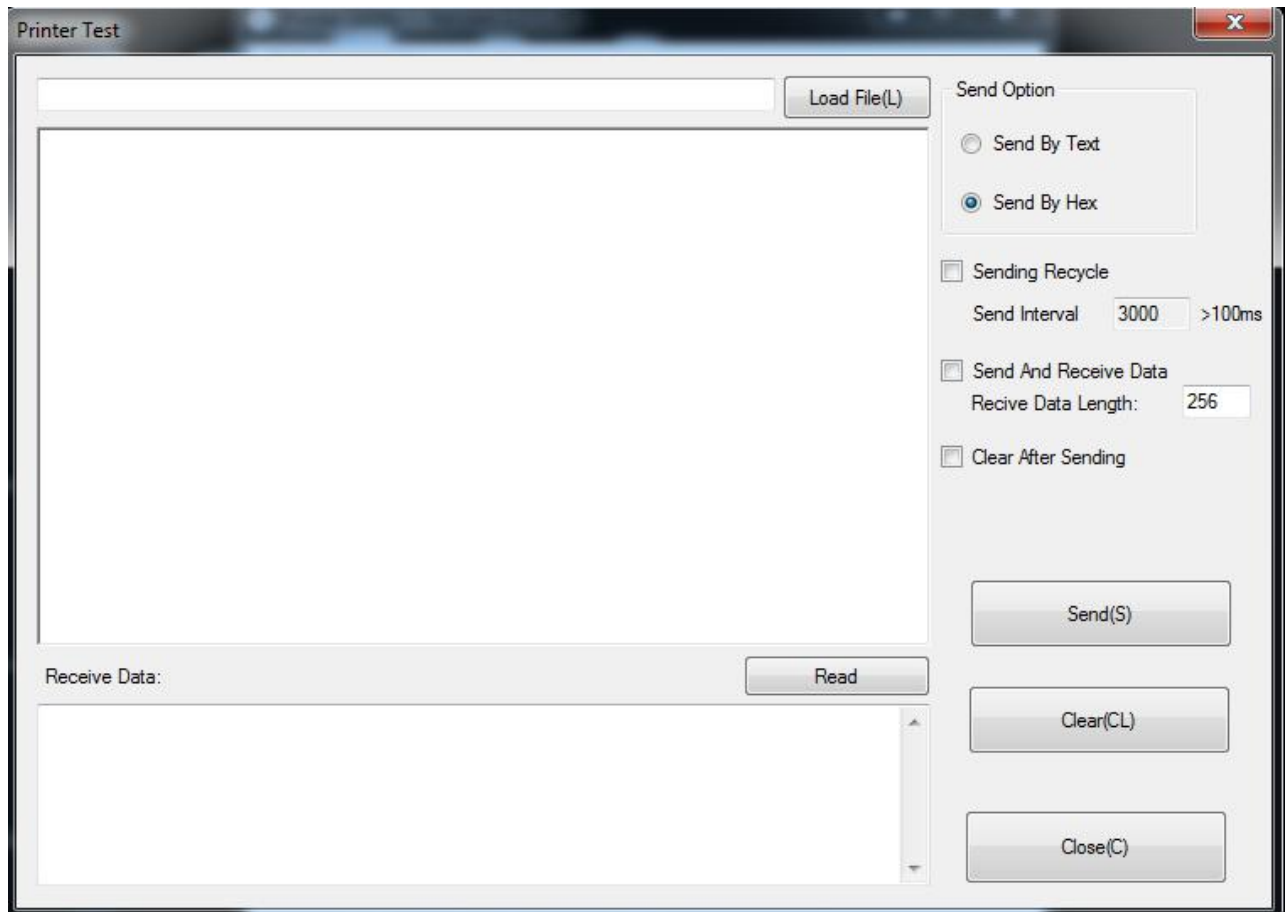 Printer Test
Load File(L)
Send Option
Send By Text
Send By Hex
Sending Recycle
Send Interval 3000 >100ms
Send And Receive Data
Recive Data Length: 256
Clear After Sending
Send(S)
Receive Data: Read
Clear(CL)
Close(C)